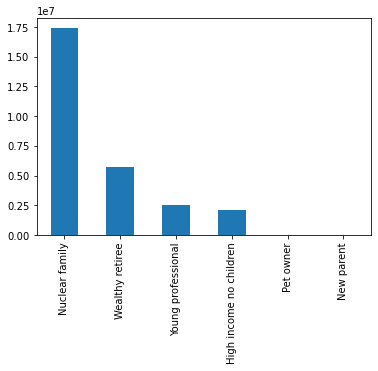 1e7
1.75
1.50
1.25
1.00
0.75
0.50
0.25
0.00
Nuclear family
Wealthy retiree
Young professional
High income no children
Pet owner
New parent